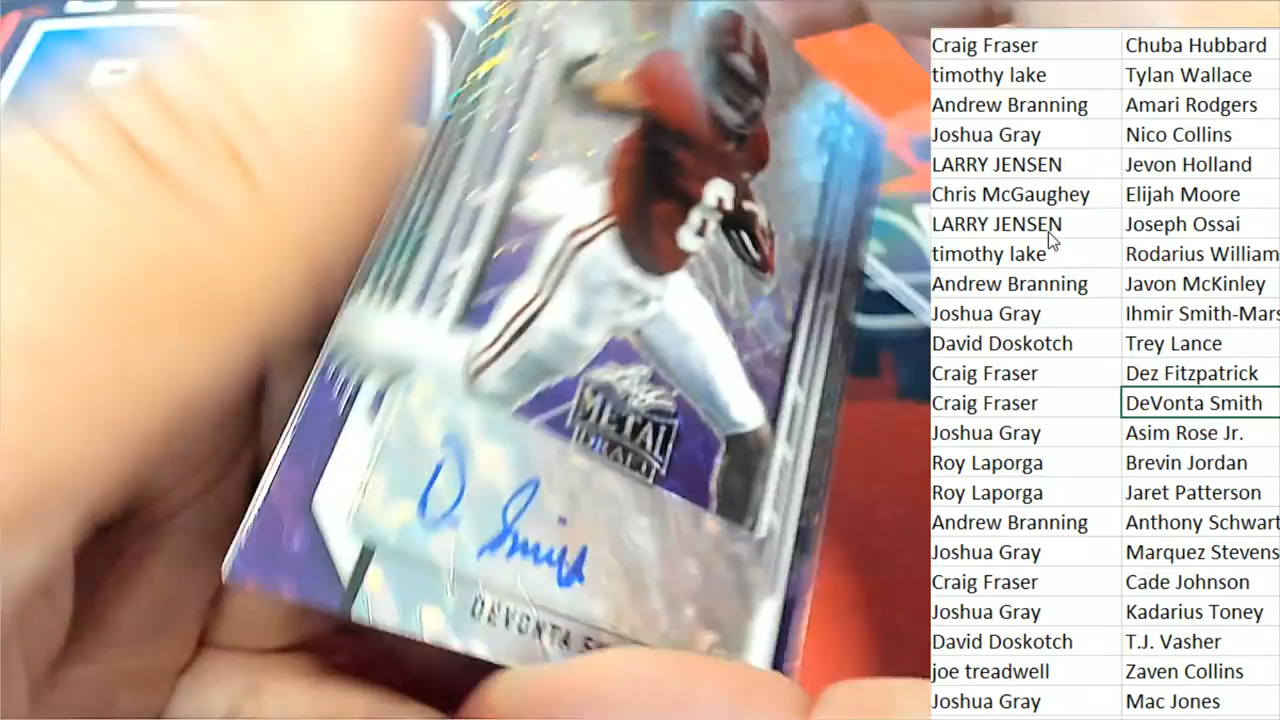 METAL
DRAFT
D. Smith
DEVONTA
Craig Fraser Chuba Hubbard
timothy lake Tylan Wallace
Andrew Branning Amari Rodgers
Joshua Gray Nico Collins
LARRY JENSEN Jevon Holland
Chris McGaughey Elijah Moore
LARRY JENSEN Joseph Ossai
timothy lake Rodarius William
Andrew Branning Javon McKinley
Joshua Gray Ihmir Smith-Mars
David Doskotch Trey Lance
Craig Fraser Dez Fitzpatrick
Craig Fraser DeVonta Smith
Joshua Gray Asim Rose Jr.
Roy Laporga Brevin Jordan
Roy Laporga Jaret Patterson
Andrew Branning Anthony Schwart
Joshua Gray Marquez Stevens
Craig Fraser Cade Johnson
Joshua Gray Kadarius Toney
David Doskotch T.J. Vasher
joe treadwell Zaven Collins
Joshua Gray Mac Jones